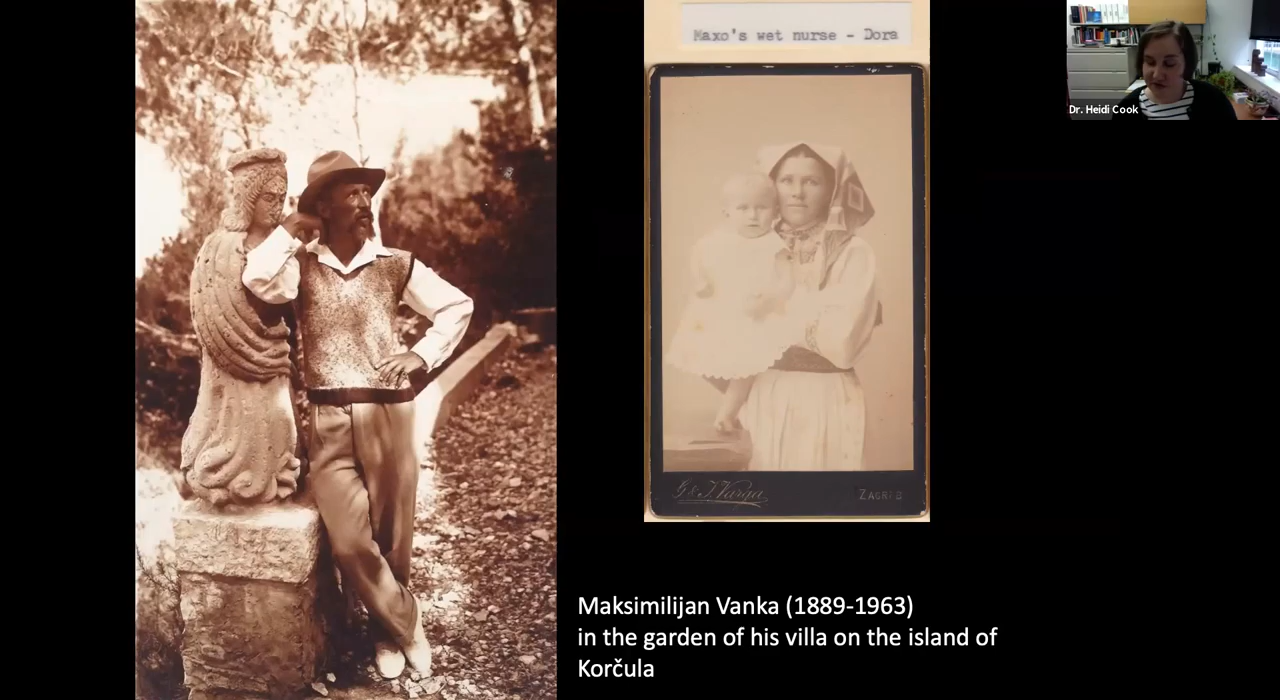 Maxo's wet nurse - Dora
G & I. Varga
ZAGREB
Dr. Heidi Cook
Maksimilijan Vanka (1889-1963)
in the garden of his villa on the island of
Korčula